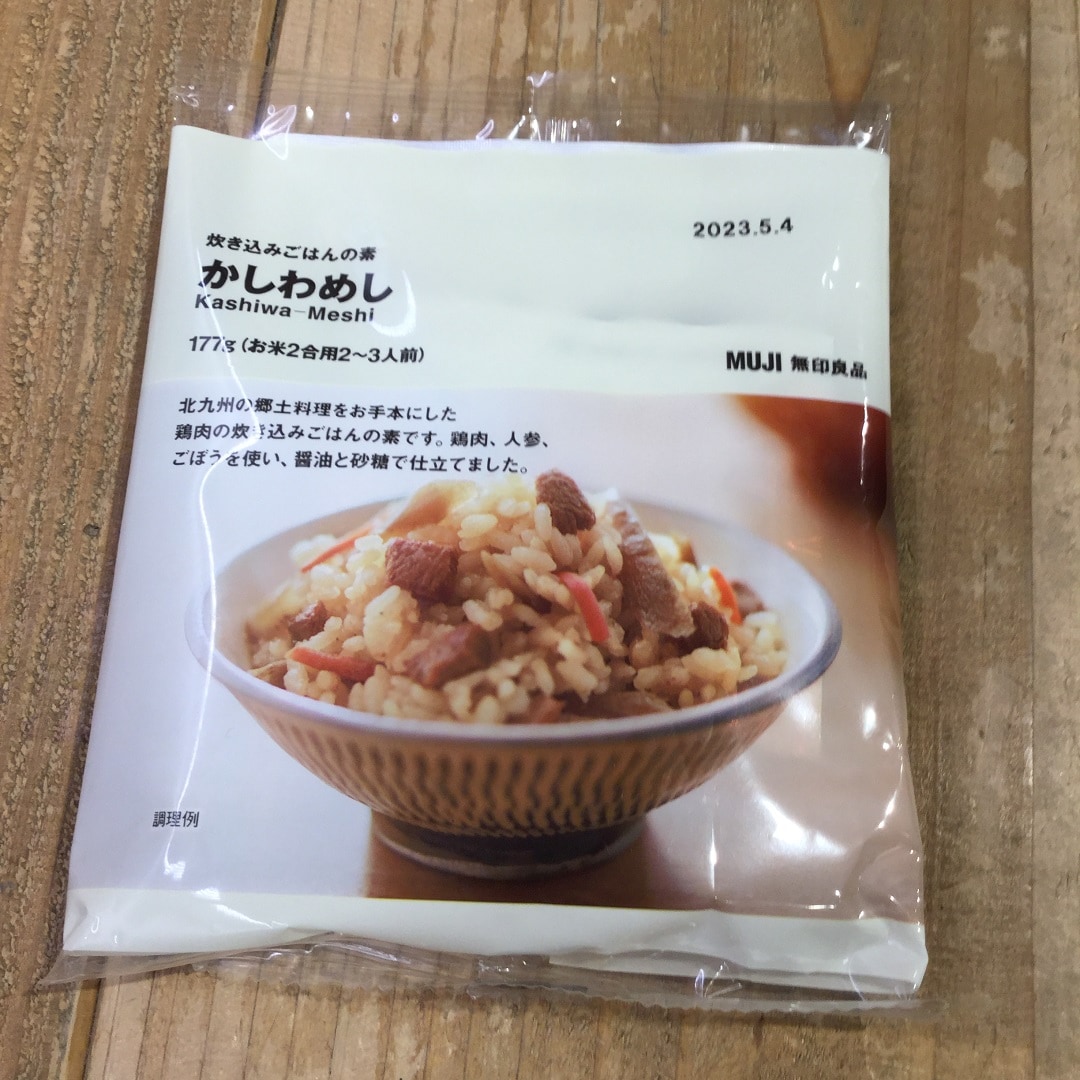 2023.5.4
炊き込みごはんの素
かしわめし
Kashiwa-Meshi
177g(お米2合用2〜3人前)
MUJI 無印良品
北九州の郷土料理をお手本にした
鶏肉の炊き込みごはんの素です。鶏肉、人参、
ごぼうを使い、醤油と砂糖で仕立てました。
調理例